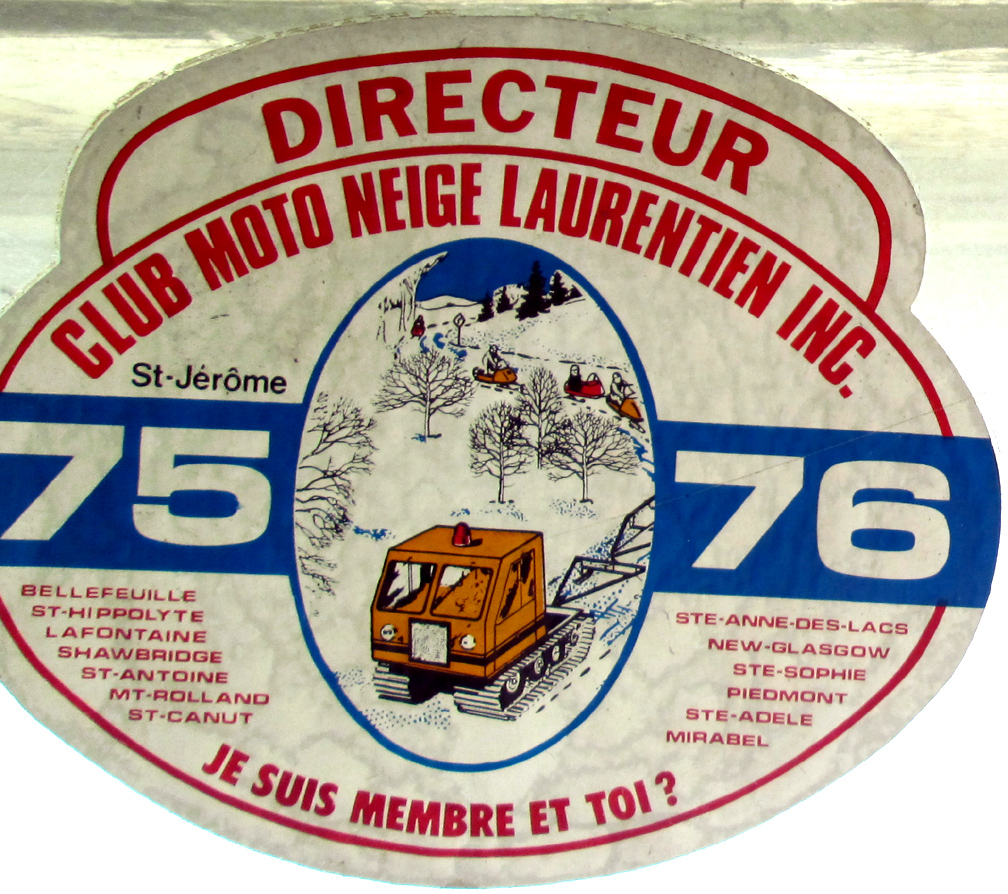 DIRECTEUR
CLUB MOTO NEIGE LAURENTIEN INC.
St-Jérôme
75
76
BELLEFEUILLE
ST-HIPPOLYTE
LAFONTAINE
SHAWBRIDGE
ST-ANTOINE
MT-ROLLAND
ST-CANUT
STE-ANNE-DES-LACS
NEW-GLASGOW
STE-SOPHIE
PIEDMONT
STE-ADELE
MIRABEL
JE SUIS MEMBRE ET TOI ?